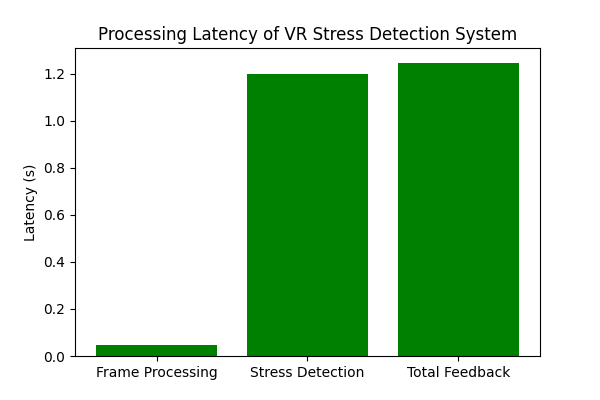 Processing Latency of VR Stress Detection System
Latency (s)
1.2
1.0
0.8
0.6
0.4
0.2
0.0
Frame Processing Stress Detection Total Feedback